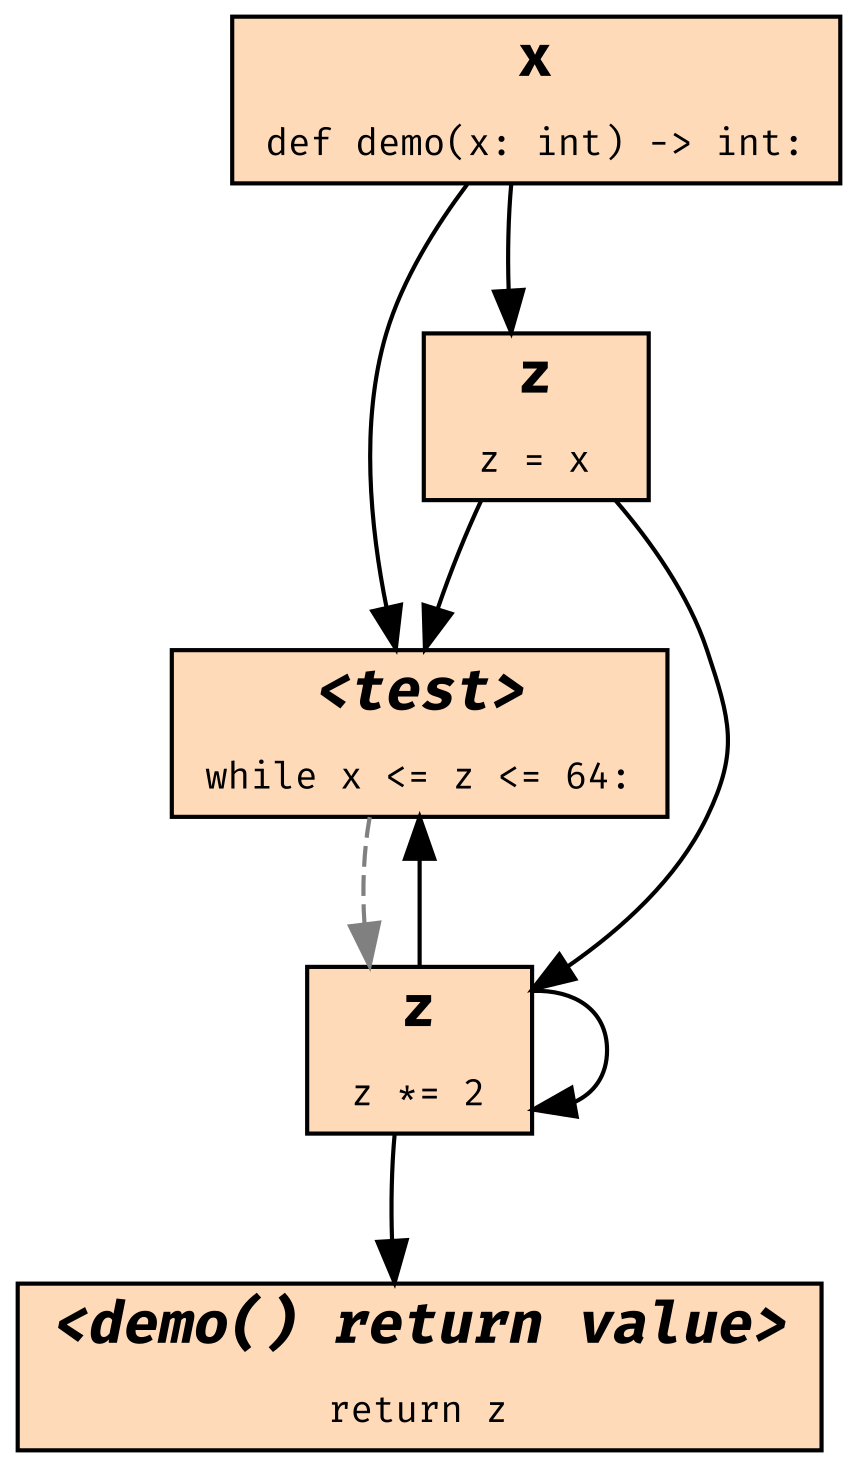 x
def demo(x: int) -> int:
z
z = x
<test>
while x <= z <= 64:
z
z *= 2
<demo() return value>
return z